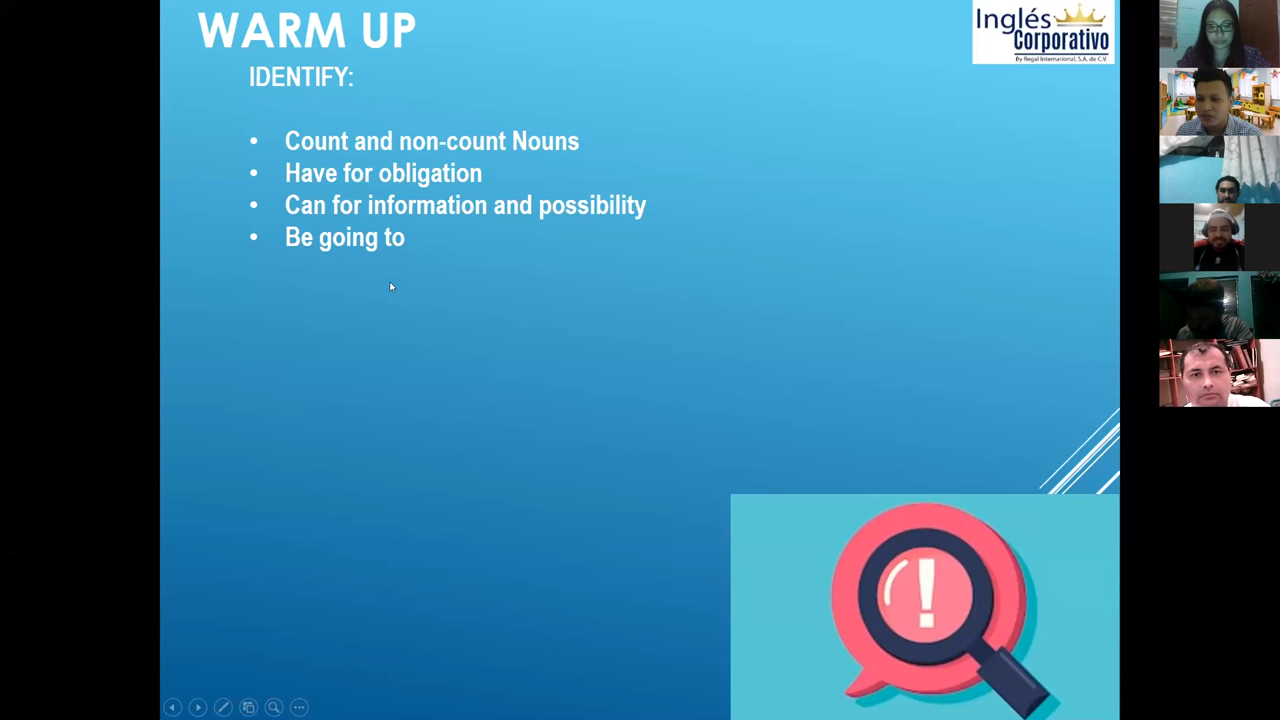 WARM UP
IDENTIFY:
• Count and non-count Nouns
• Have for obligation
• Can for information and possibility
• Be going to
Inglés
Corporativo
By Regal International, S.A. de C.V.
!